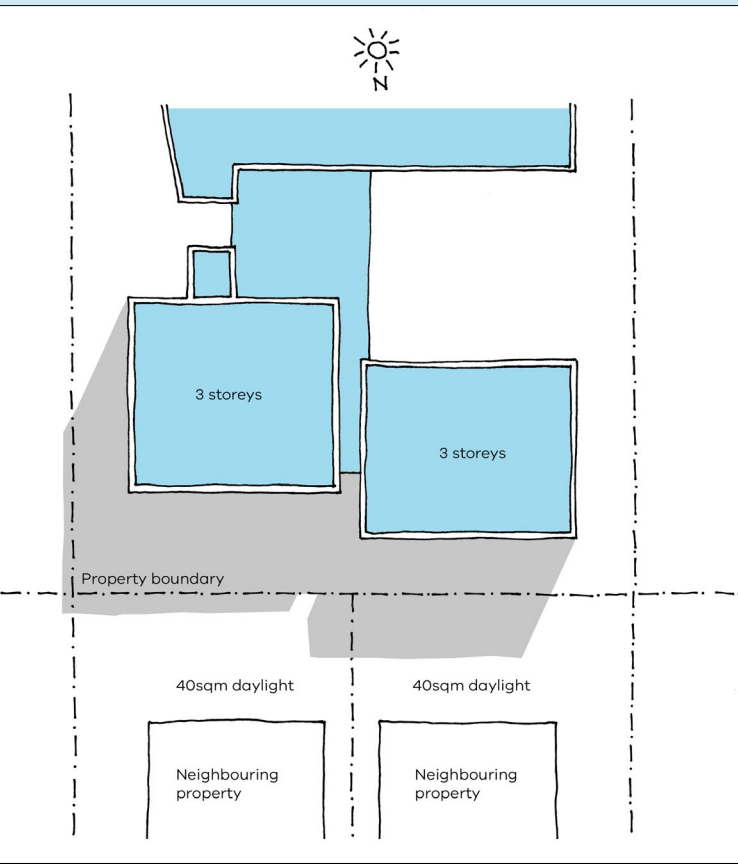 N
3 storeys
3 storeys
Property boundary
40sqm daylight
40sqm daylight
Neighbouring
property
Neighbouring
property